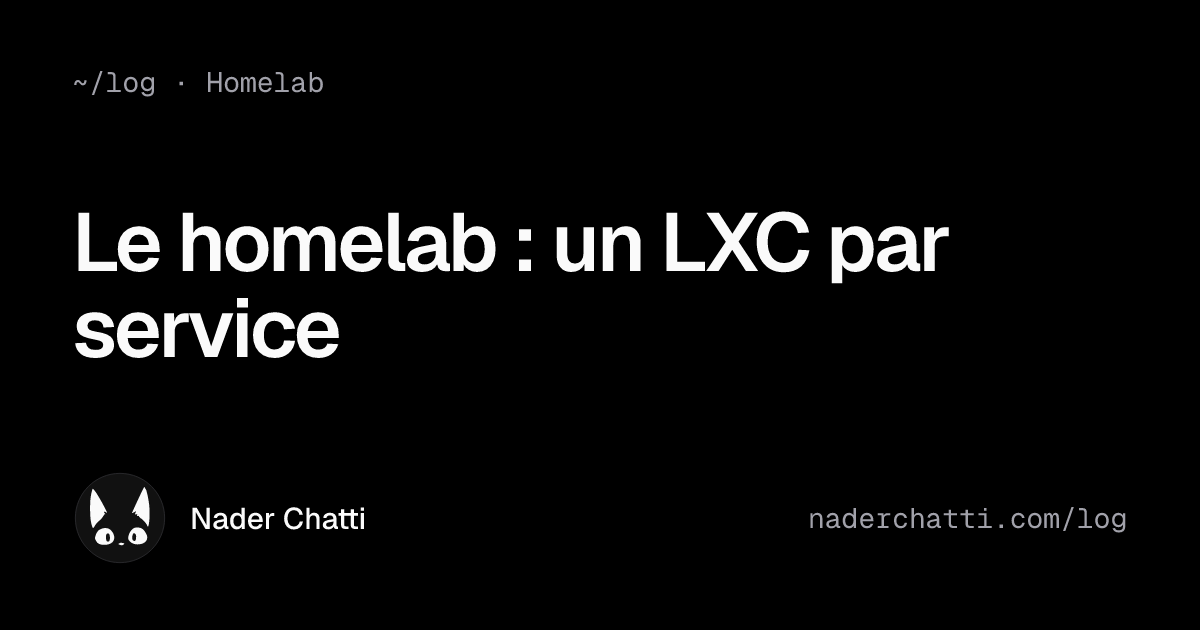 ~/log · Homelab
Le homelab : un LXC par
service
Nader Chatti
naderchatti.com/log